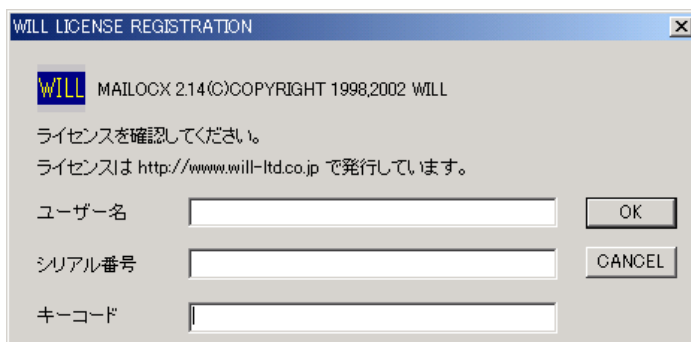 WILL LICENSE REGISTRATION
WILL MAILOCX 2.14(C)COPYRIGHT 1998,2002 WILL
ライセンスを確認してください。
ライセンスは http://www.will-ltd.co.jp で発行しています。
ユーザー名 OK
シリアル番号 CANCEL
キーコード